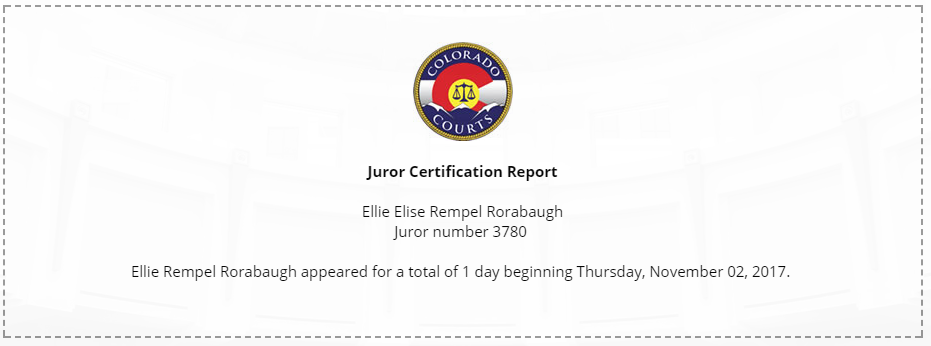 COLORADO
COURTS
Juror Certification Report
Ellie Elise Rempel Rorabaugh
Juror number 3780
Ellie Rempel Rorabaugh appeared for a total of 1 day beginning Thursday, November 02, 2017.